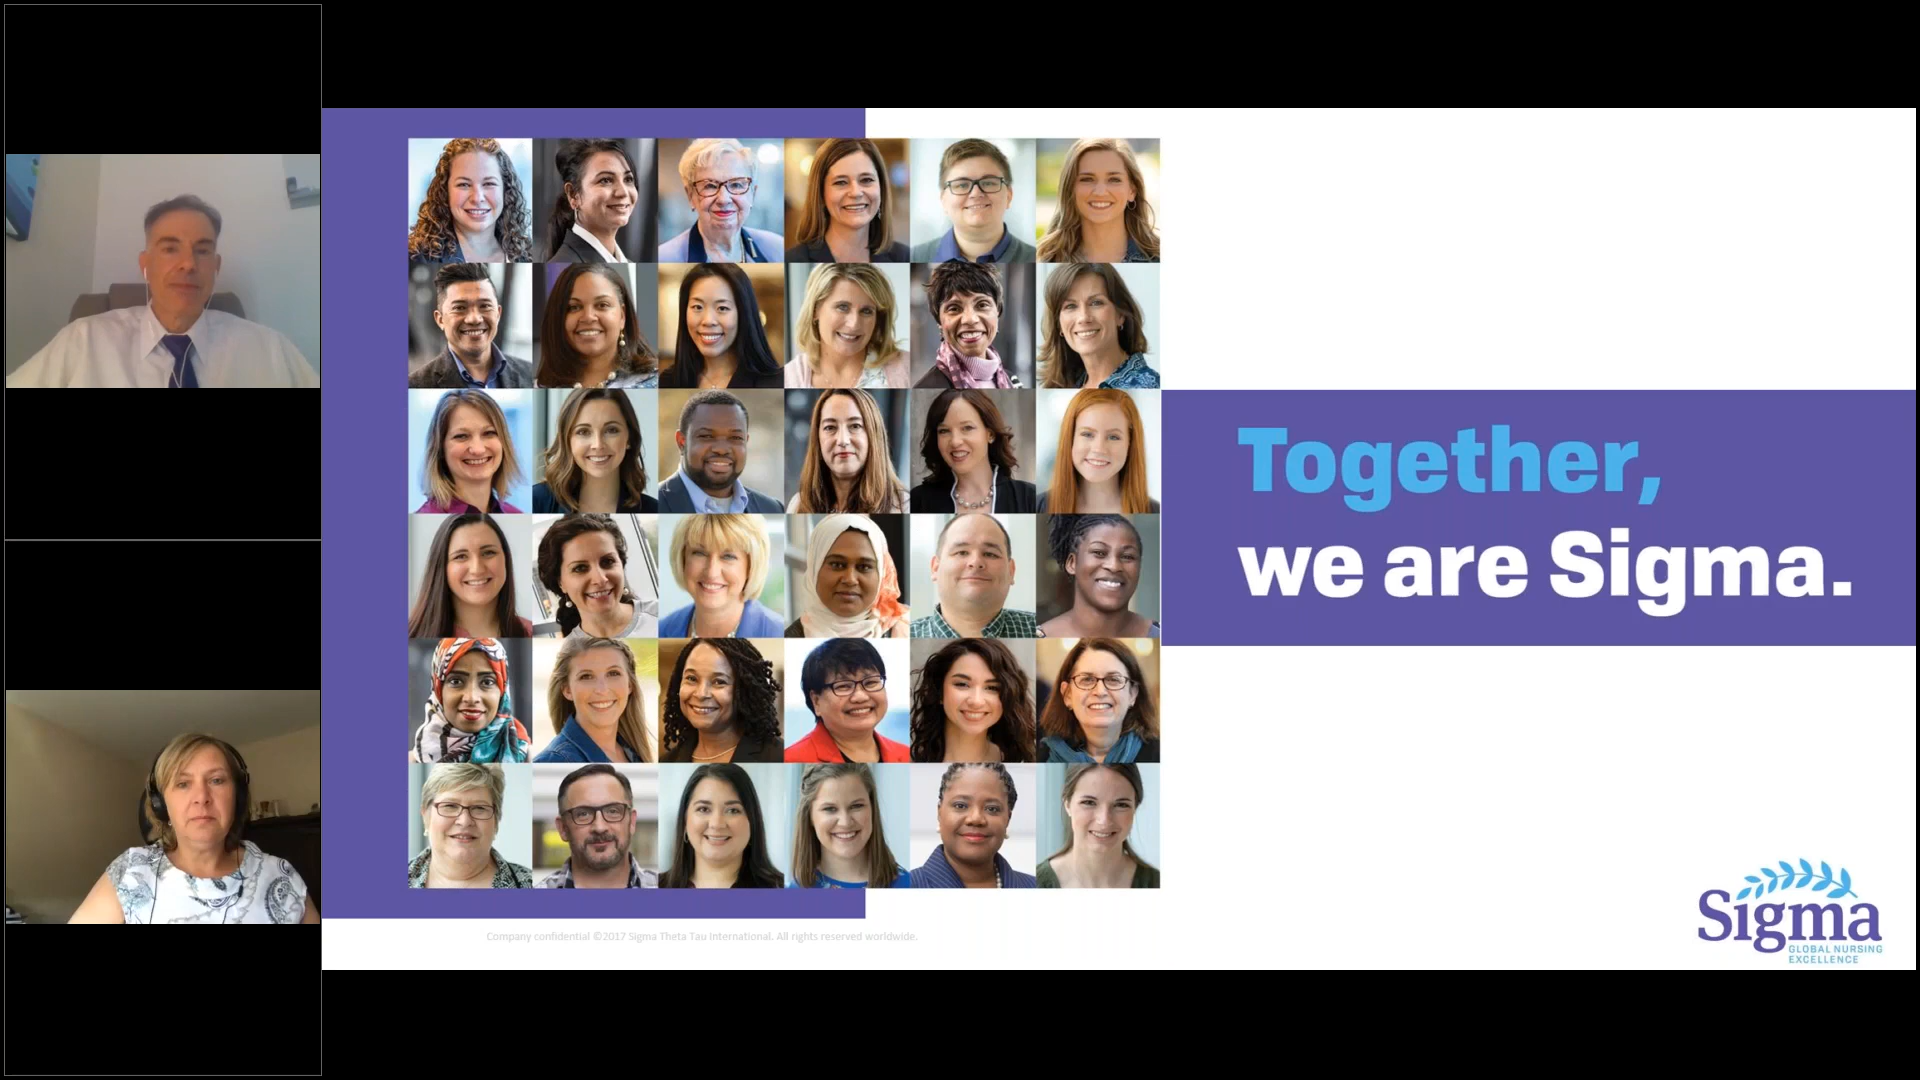 Together,
we are Sigma.
Company confidential ©2017 Sigma Theta Tau International. All rights reserved worldwide.
Sigma
GLOBAL NURSING
EXCELLENCE